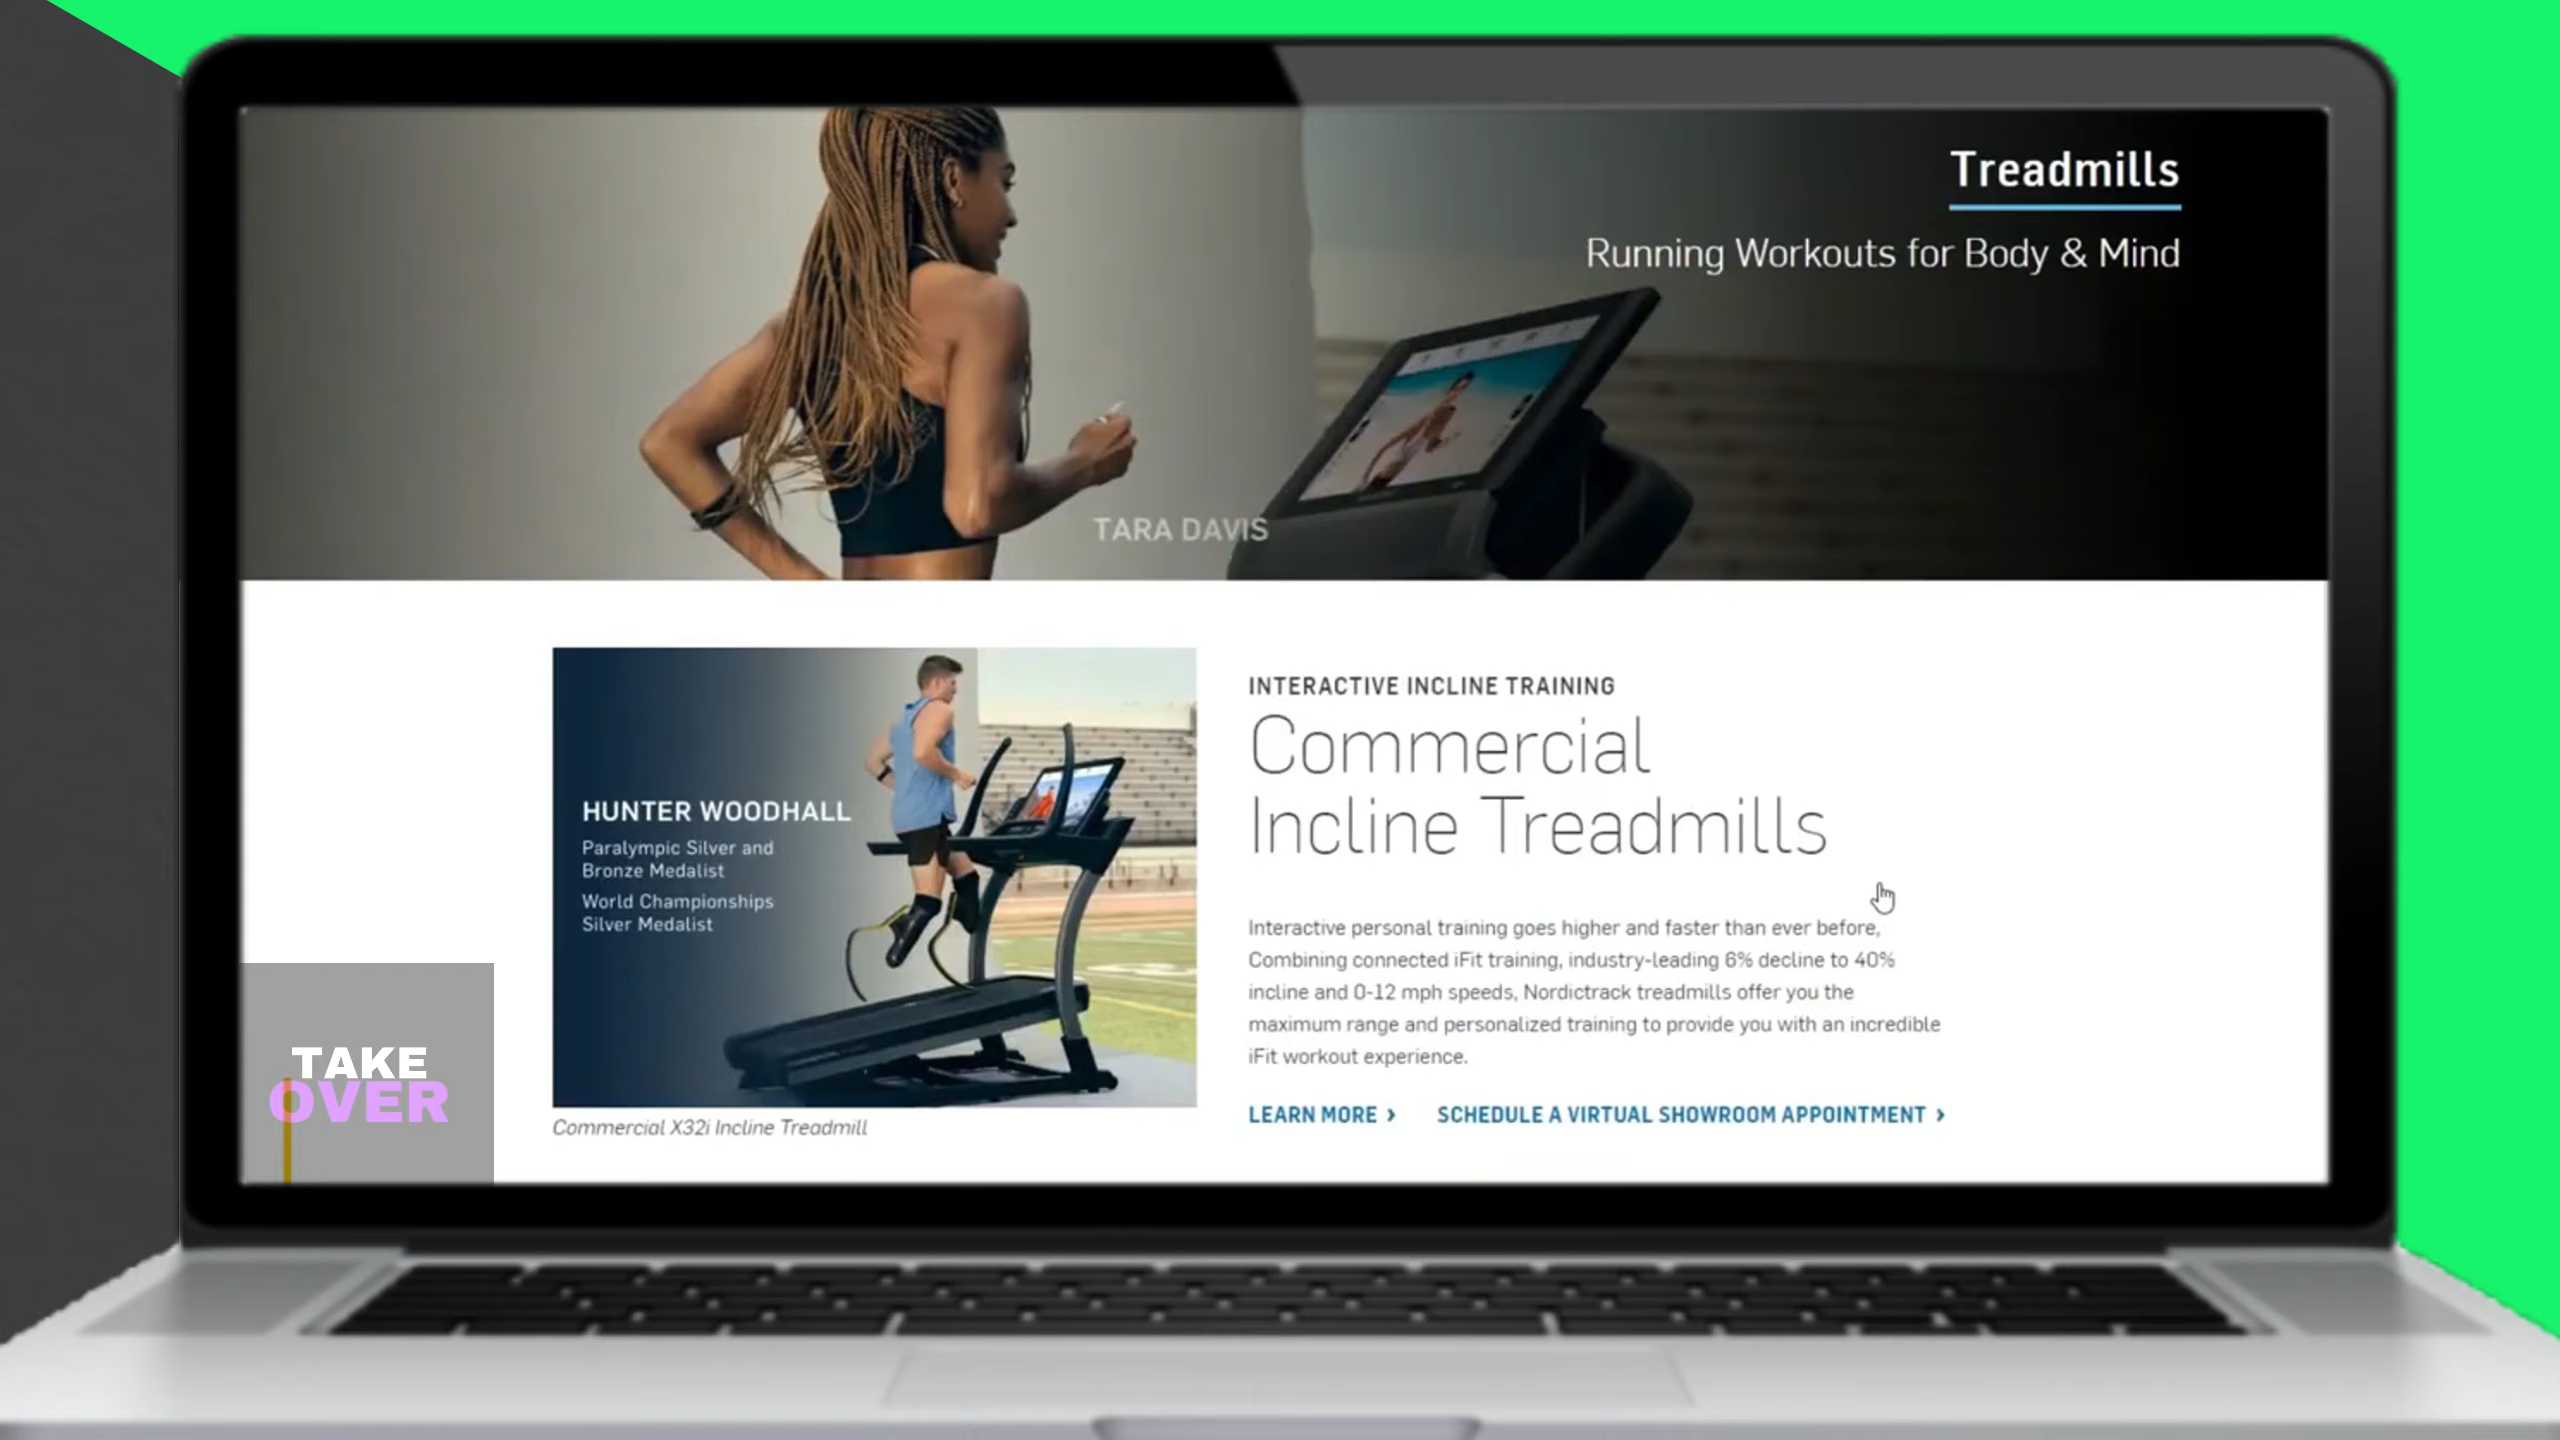 Treadmills
Running Workouts for Body & Mind
TARA DAVIS
HUNTER WOODHALL
Paralympic Silver and
Bronze Medalist
World Championships
Silver Medalist
Commercial X32i Incline Treadmill
INTERACTIVE INCLINE TRAINING
Commercial
Incline Treadmills
Interactive personal training goes higher and faster than ever before,
Combining connected iFit training, industry-leading 6% decline to 40%
incline and 0-12 mph speeds, Nordictrack treadmills offer you the
maximum range and personalized training to provide you with an incredible
iFit workout experience.
LEARN MORE ›
SCHEDULE A VIRTUAL SHOWROOM APPOINTMENT ›
TAKE
OVER